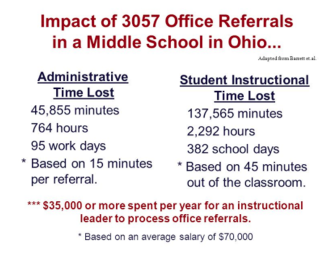 Impact of 3057 Office Referrals
in a Middle School in Ohio...
Adapted from Barrett et al.
Administrative
Time Lost
45,855 minutes
764 hours
95 work days
* Based on 15 minutes
per referral.
Student Instructional
Time Lost
137,565 minutes
2,292 hours
382 school days
* Based on 45 minutes
out of the classroom.
*** $35,000 or more spent per year for an instructional
leader to process office referrals.
* Based on an average salary of $70,000